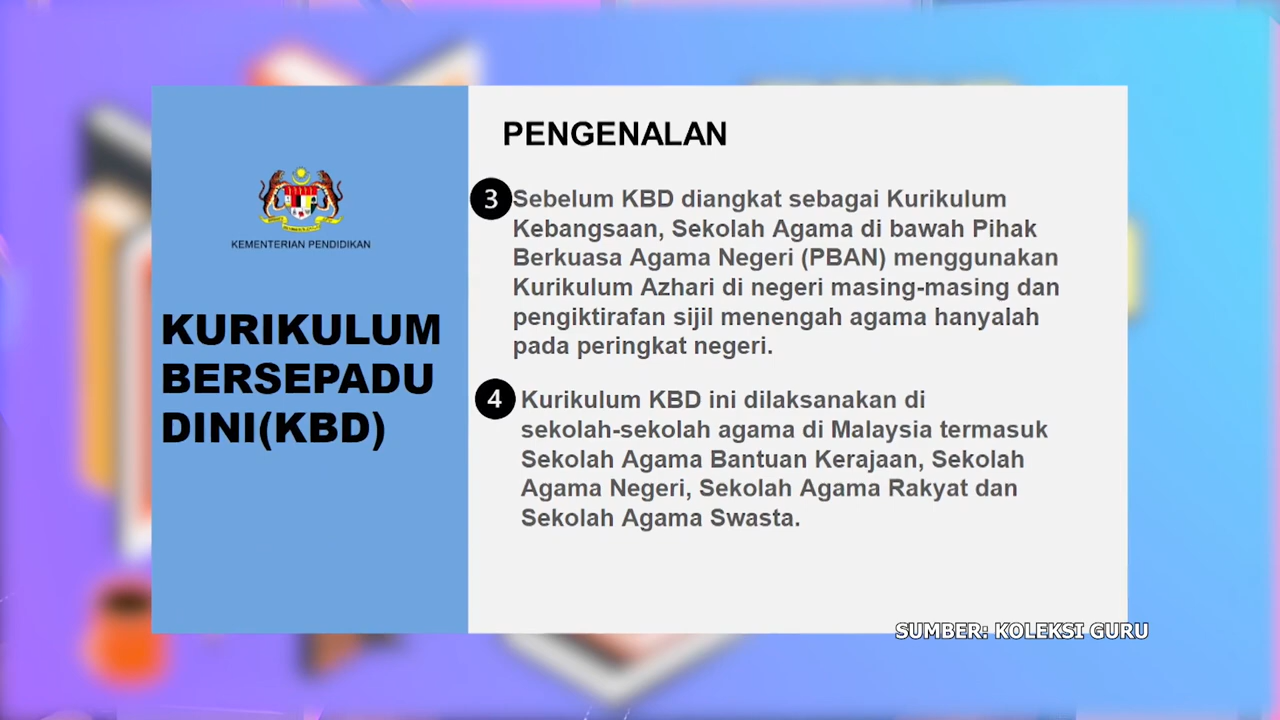 KEMENTERIAN PENDIDIKAN
KURIKULUM
BERSEPADU
DINI(KBD)
PENGENALAN
3 Sebelum KBD diangkat sebagai Kurikulum
Kebangsaan, Sekolah Agama di bawah Pihak
Berkuasa Agama Negeri (PBAN) menggunakan
Kurikulum Azhari di negeri masing-masing dan
pengiktirafan sijil menengah agama hanyalah
pada peringkat negeri.
4 Kurikulum KBD ini dilaksanakan di
sekolah-sekolah agama di Malaysia termasuk
Sekolah Agama Bantuan Kerajaan, Sekolah
Agama Negeri, Sekolah Agama Rakyat dan
Sekolah Agama Swasta.
SUMBER: KOLEKSI GURU